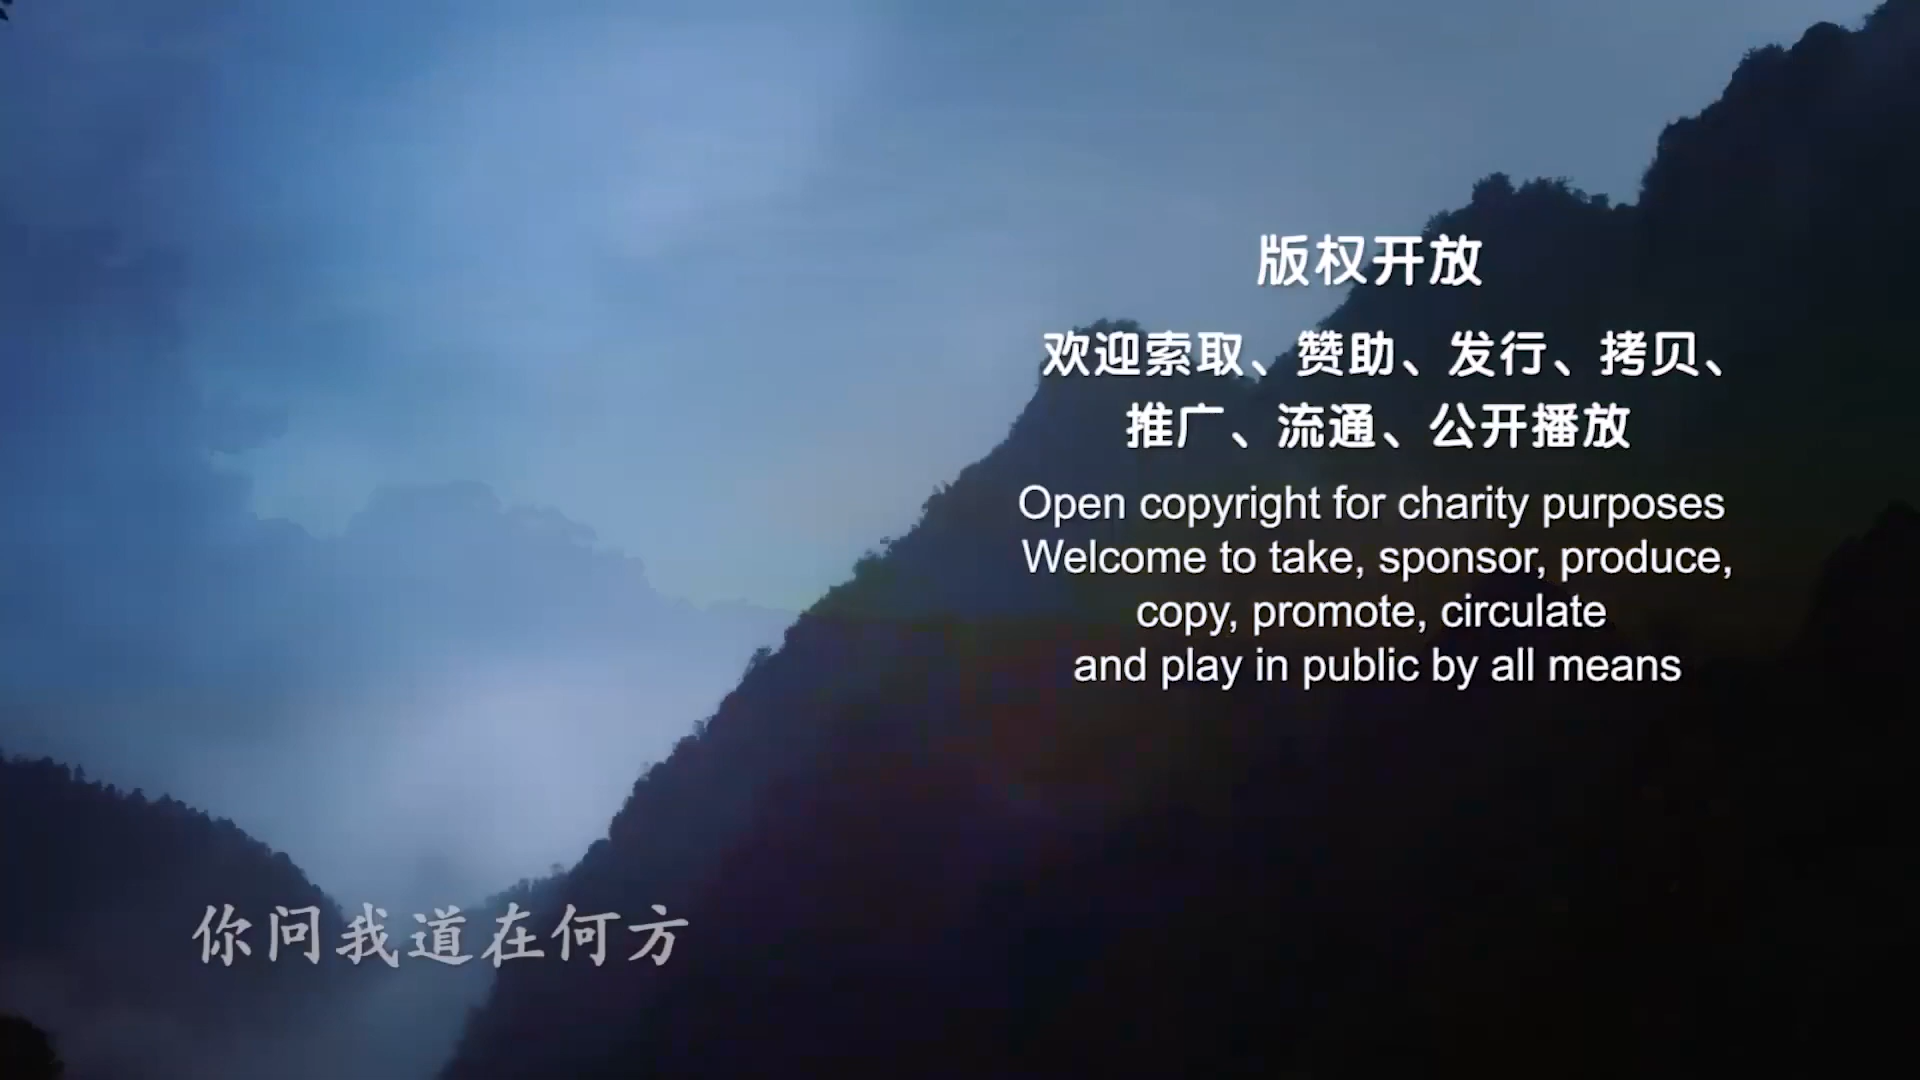 版权开放
欢迎索取、赞助、发行、拷贝、
推广、流通、公开播放
Open copyright for charity purposes
Welcome to take, sponsor, produce,
copy, promote, circulate
and play in public by all means
你问我道在何方